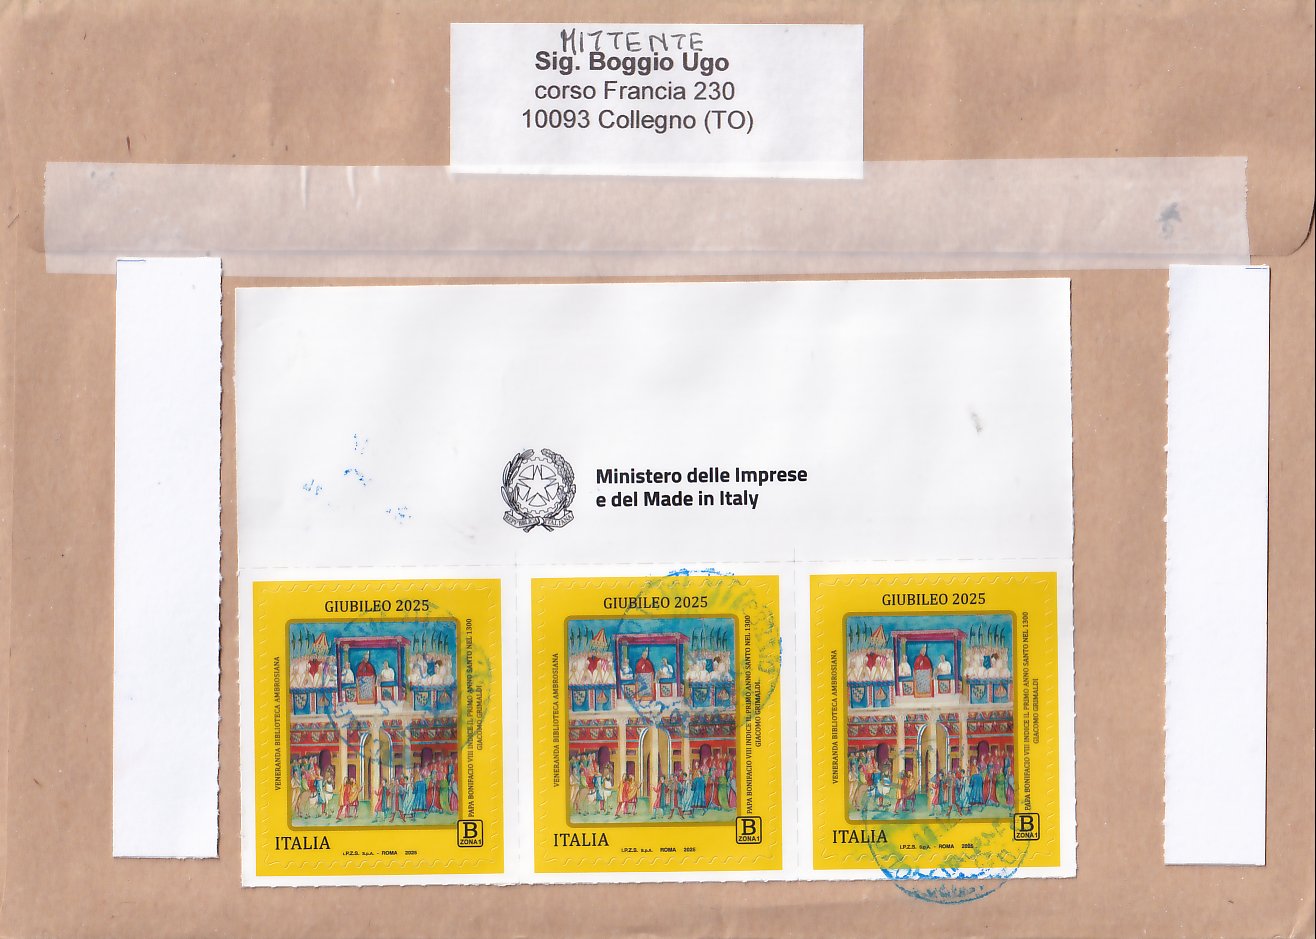 MITTENTE
Sig. Boggio Ugo
corso Francia 230
10093 Collegno (TO)
Ministero delle Imprese
e del Made in Italy
REPVBBLICA ITALIANA
GIUBILEO 2025
VENERANDA BIBLIOTECA AMBROSIANA
PAPA BONIFACIO VIII INDICE IL PRIMO ANNO SANTO NEL 1300
GIACOMO GRIMALDI.
ITALIA
B
ZONA 1
I.P.Z.S. S.p.A. ROMA 2025
GIUBILEO 2025
VENERANDA BIBLIOTECA AMBROSIANA
PAPA BONIFACIO VIII INDICE IL PRIMO ANNO SANTO NEL 1300
GIACOMO GRIMALDI.
ITALIA
B
ZONA 1
I.P.Z.S. S.p.A. ROMA 2025
GIUBILEO 2025
VENERANDA BIBLIOTECA AMBROSIANA
PAPA BONIFACIO VIII INDICE IL PRIMO ANNO SANTO NEL 1300
GIACOMO GRIMALDI.
ITALIA
B
ZONA 1
I.P.Z.S. S.p.A. ROMA 2025